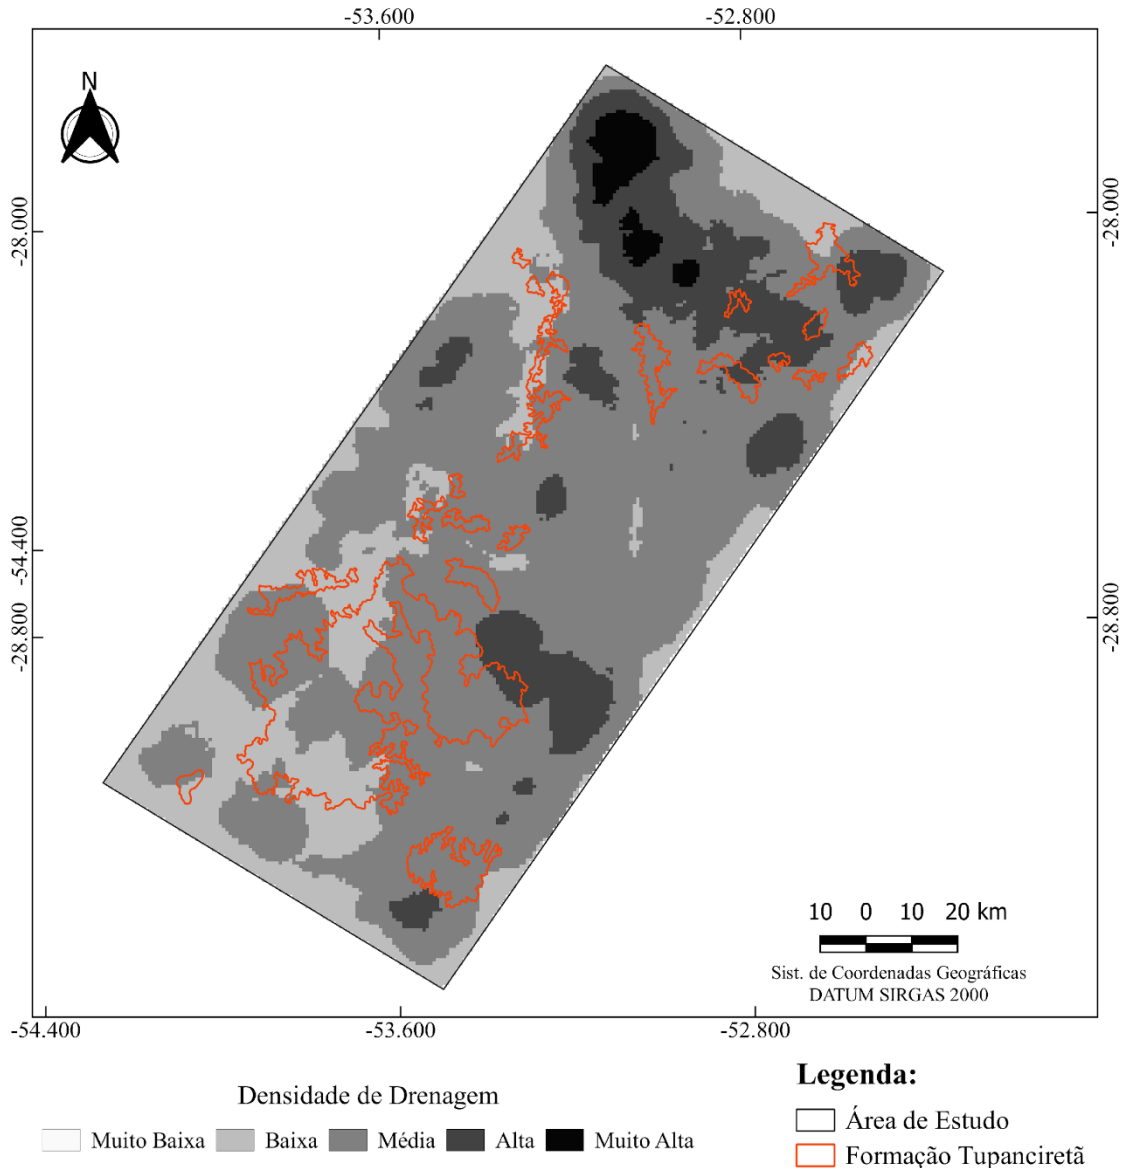 -53.600 -52.800
N
-28.000
-28.000
-54.400
-28.800
-28.800
10 0 10 20 km
Sist. de Coordenadas Geográficas
DATUM SIRGAS 2000
-54.400 -53.600 -52.800
Densidade de Drenagem
Muito Baixa Baixa Média Alta Muito Alta
Legenda:
Área de Estudo
Formação Tupanciretã